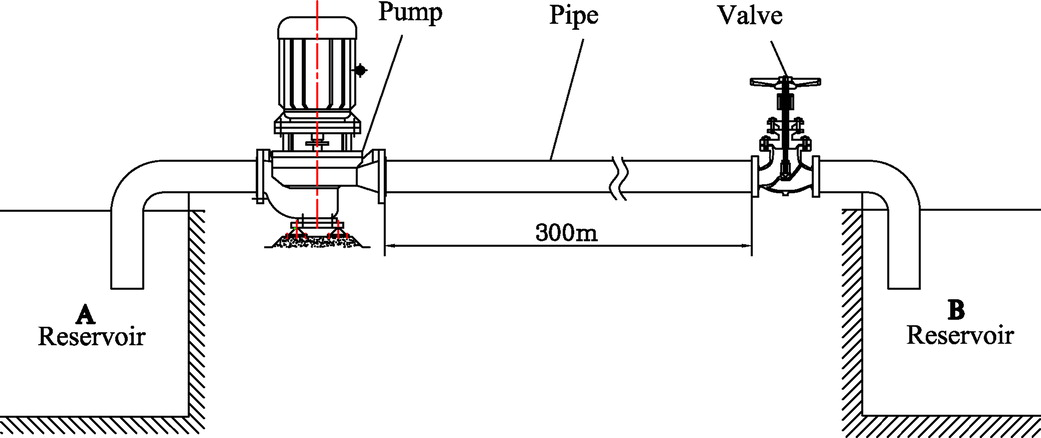 Pump
Pipe
Valve
300m
A
Reservoir
B
Reservoir